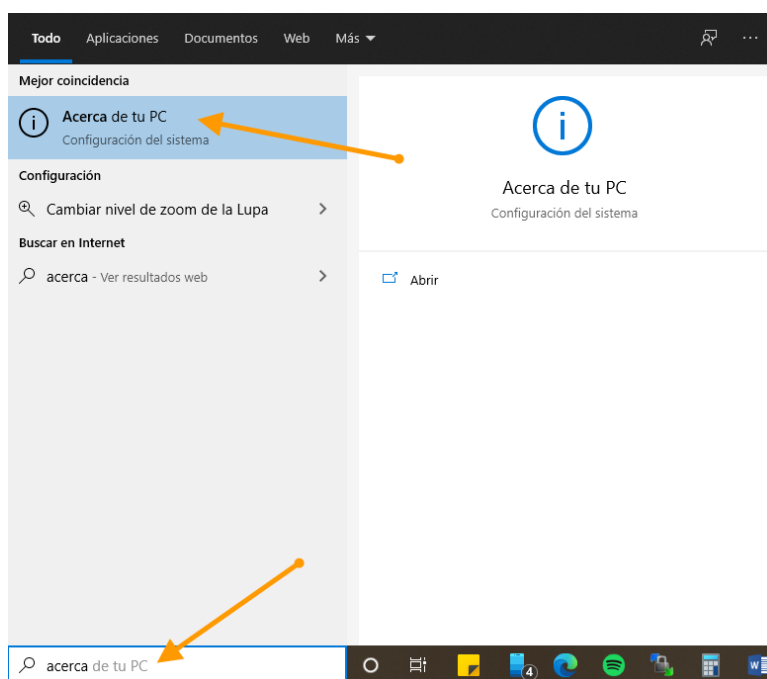 Todo Aplicaciones Documentos Web Más
Mejor coincidencia
Acerca de tu PC
Configuración del sistema
Configuración
Cambiar nivel de zoom de la Lupa
Buscar en Internet
acerca - Ver resultados web
Acerca de tu PC
Configuración del sistema
Abrir
acerca de tu PC
4
W